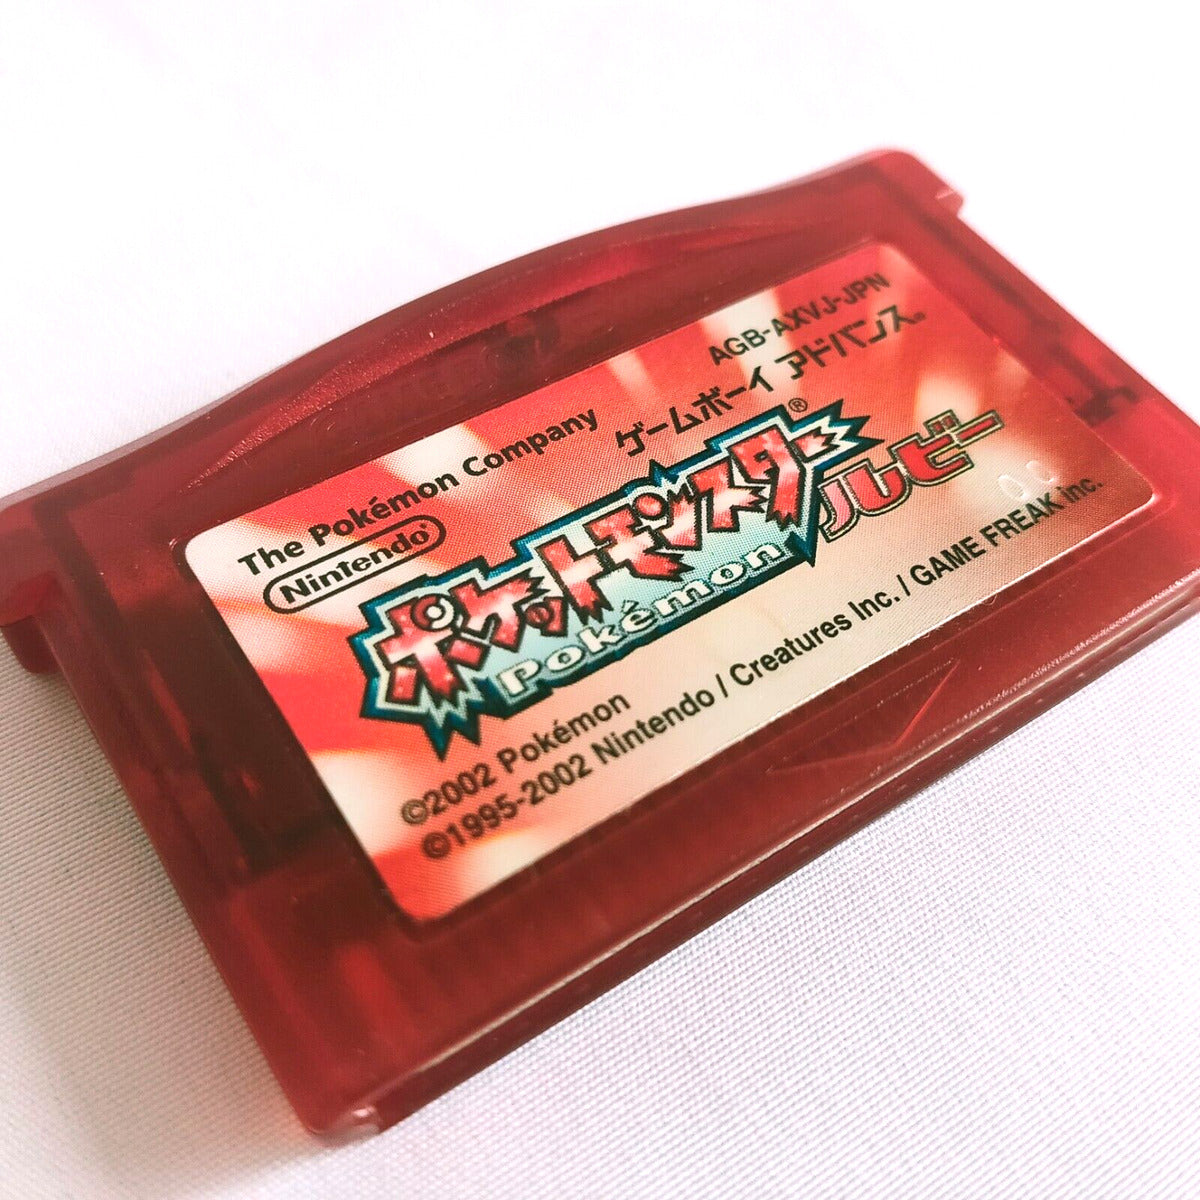 AGB-AXVJ-JPN
The Pokémon Company
ゲームボーイ アドバンス®
Nintendo®
ポケットモンスター®
ルビー
Pokémon
©2002 Pokémon
©1995-2002 Nintendo / Creatures Inc. / GAME FREAK inc.